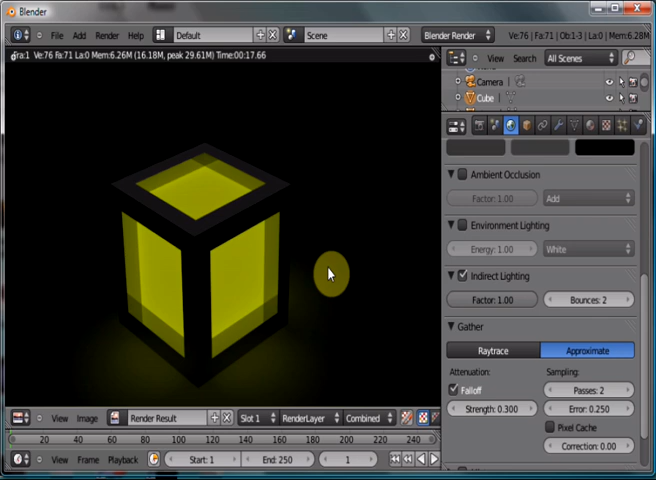 Blender
File Add Render Help Default Scene Blender Render Ve:76 | Fa:71 | La:0 | Ob:1-3 | Mem:6.28M
Fra:1 Ve:76 Fa:71 La:0 Mem:6.26M (16.18M, peak 29.61M) Time:00:17.66
View Search All Scenes
Camera
Cube
Ambient Occlusion
Factor: 1.00 Add
Environment Lighting
Energy: 1.00 White
Indirect Lighting
Factor: 1.00 Bounces: 2
Gather
Raytrace Approximate
Attenuation: Sampling:
Falloff Passes: 2
Strength: 0.300 Error: 0.250
Pixel Cache
Correction: 0.00
View Image Render Result Slot 1 RenderLayer Combined
20 40 60 80 100 120 140 160 180 200 220 240
View Frame Playback Start: 1 End: 250 1